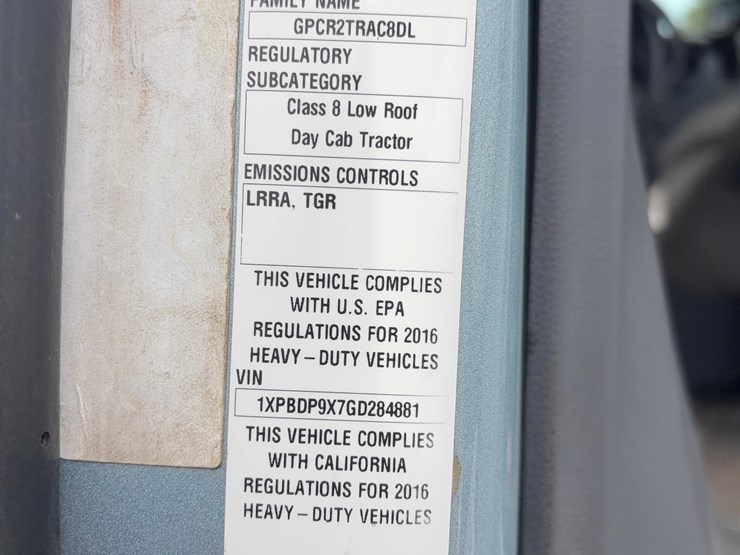 FAMILY NAME
GPCR2TRAC8DL
REGULATORY
SUBCATEGORY
Class 8 Low Roof
Day Cab Tractor
EMISSIONS CONTROLS
LRRA, TGR
THIS VEHICLE COMPLIES
WITH U.S. EPA
REGULATIONS FOR 2016
HEAVY – DUTY VEHICLES
VIN
1XPBDP9X7GD284881
THIS VEHICLE COMPLIES
WITH CALIFORNIA
REGULATIONS FOR 2016
HEAVY – DUTY VEHICLES